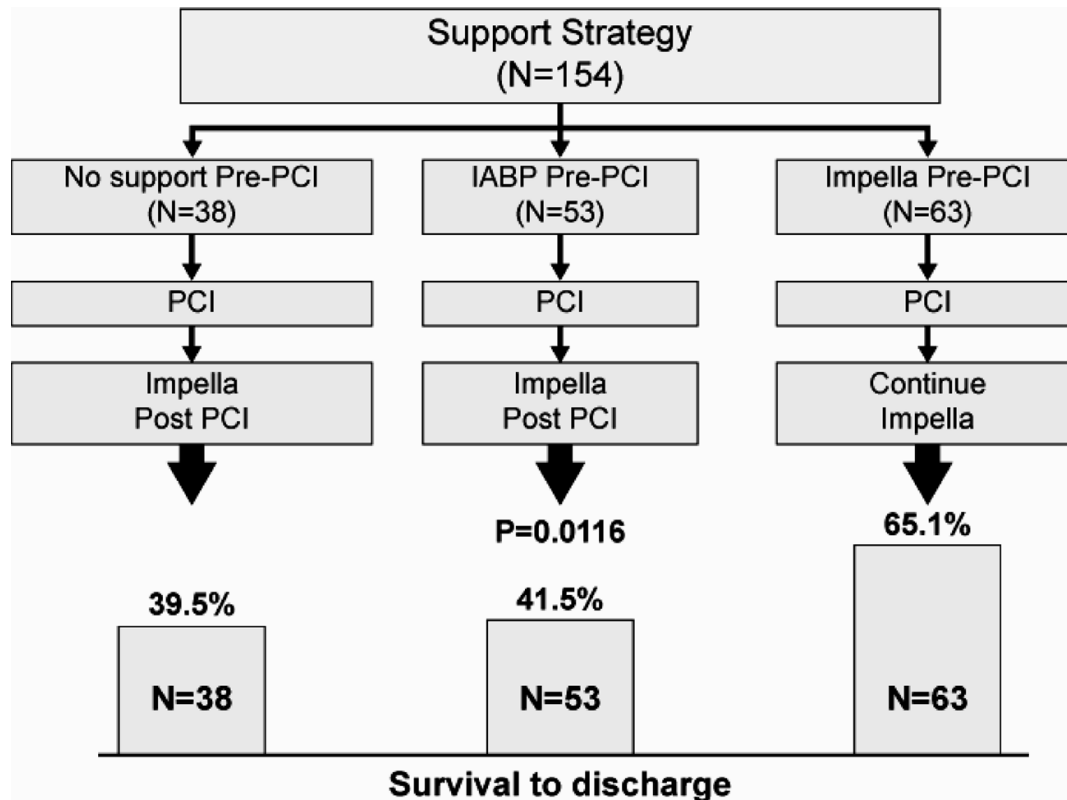 Support Strategy
(N=154)
No support Pre-PCI
(N=38)
IABP Pre-PCI
(N=53)
Impella Pre-PCI
(N=63)
PCI
PCI
PCI
Impella
Post PCI
Impella
Post PCI
Continue
Impella
P=0.0116
65.1%
39.5%
41.5%
N=38
N=53
N=63
Survival to discharge